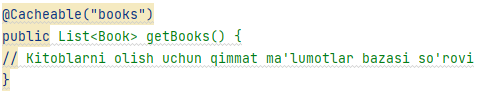 @Cacheable("books")
public List<Book> getBooks() {
// Kitoblarni olish uchun qimmat ma'lumotlar bazasi so'rovi
}